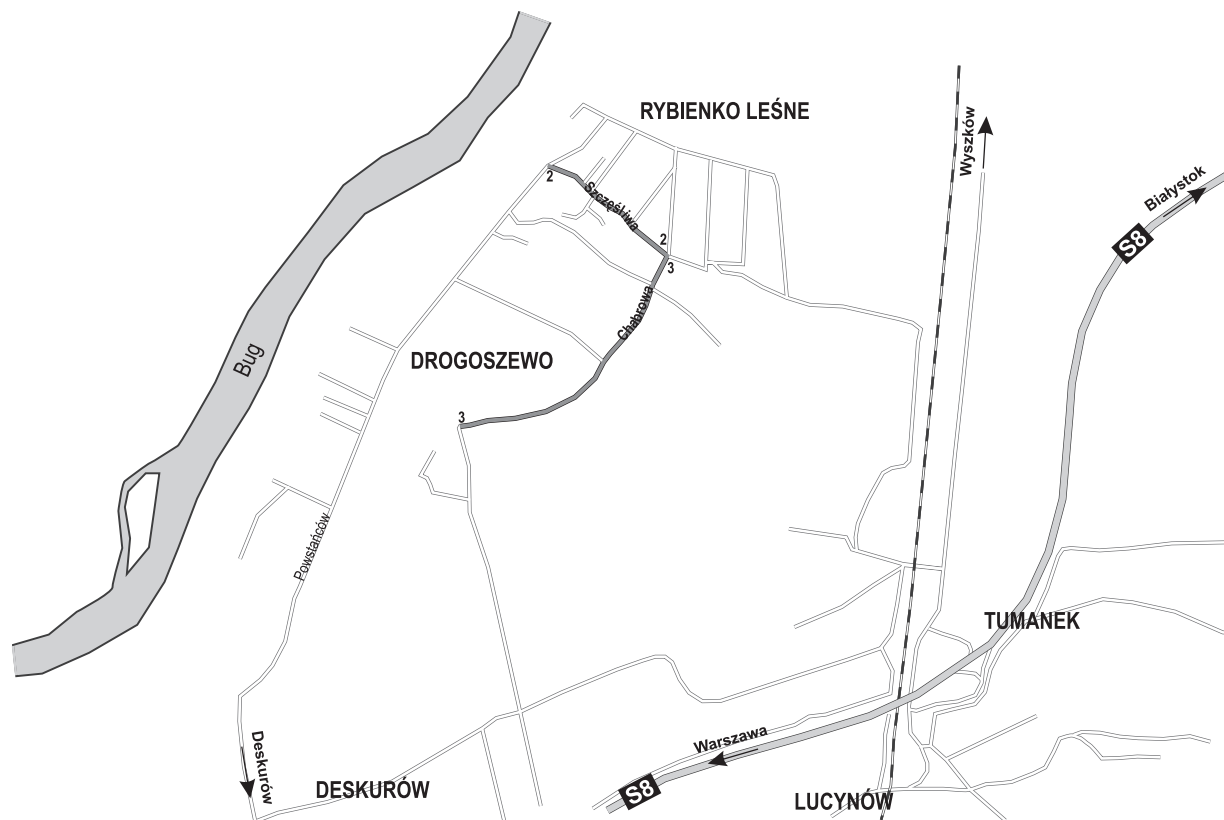 RYBIENKO LEŚNE
Wyszków
Białystok
S8
2
Szczęśliwa
2
3
Chabrowa
Bug
DROGOSZEWO
3
Powstańców
TUMANEK
Deskurów
Warszawa
S8
DESKURÓW
LUCYNÓW